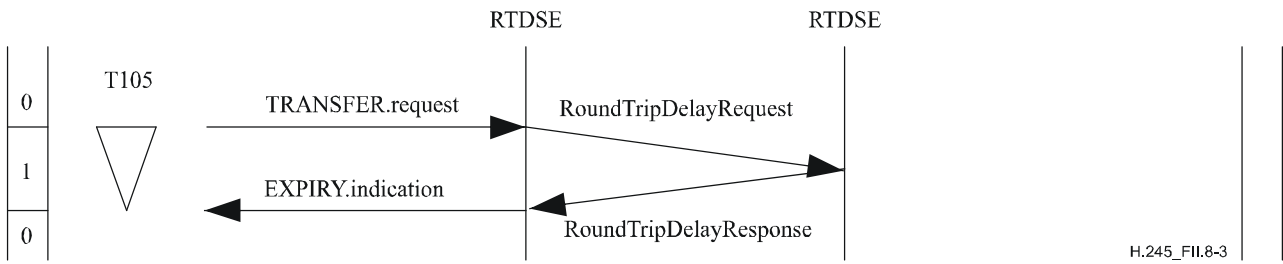 RTDSE RTDSE
T105
0
TRANSFER.request
RoundTripDelayRequest
1
EXPIRY.indication
0
RoundTripDelayResponse
H.245_FII.8-3